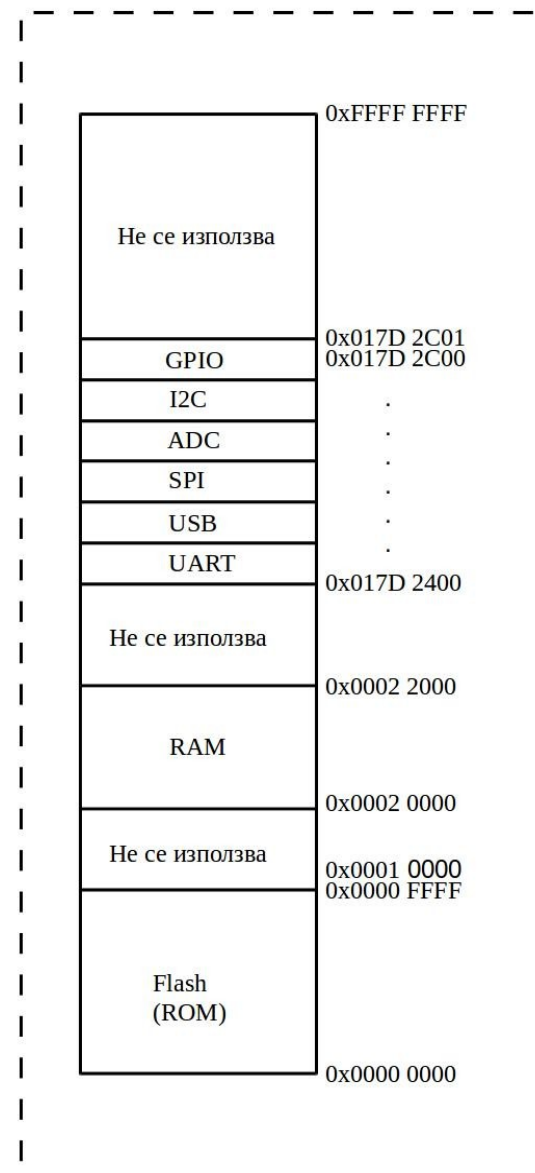 0xFFFF FFFF
Не се използва
0x017D 2C01
GPIO
0x017D 2C00
I2C
ADC
SPI
USB
UART
0x017D 2400
Не се използва
0x0002 2000
RAM
0x0002 0000
Не се използва
0x0001 0000
0x0000 FFFF
Flash
(ROM)
0x0000 0000